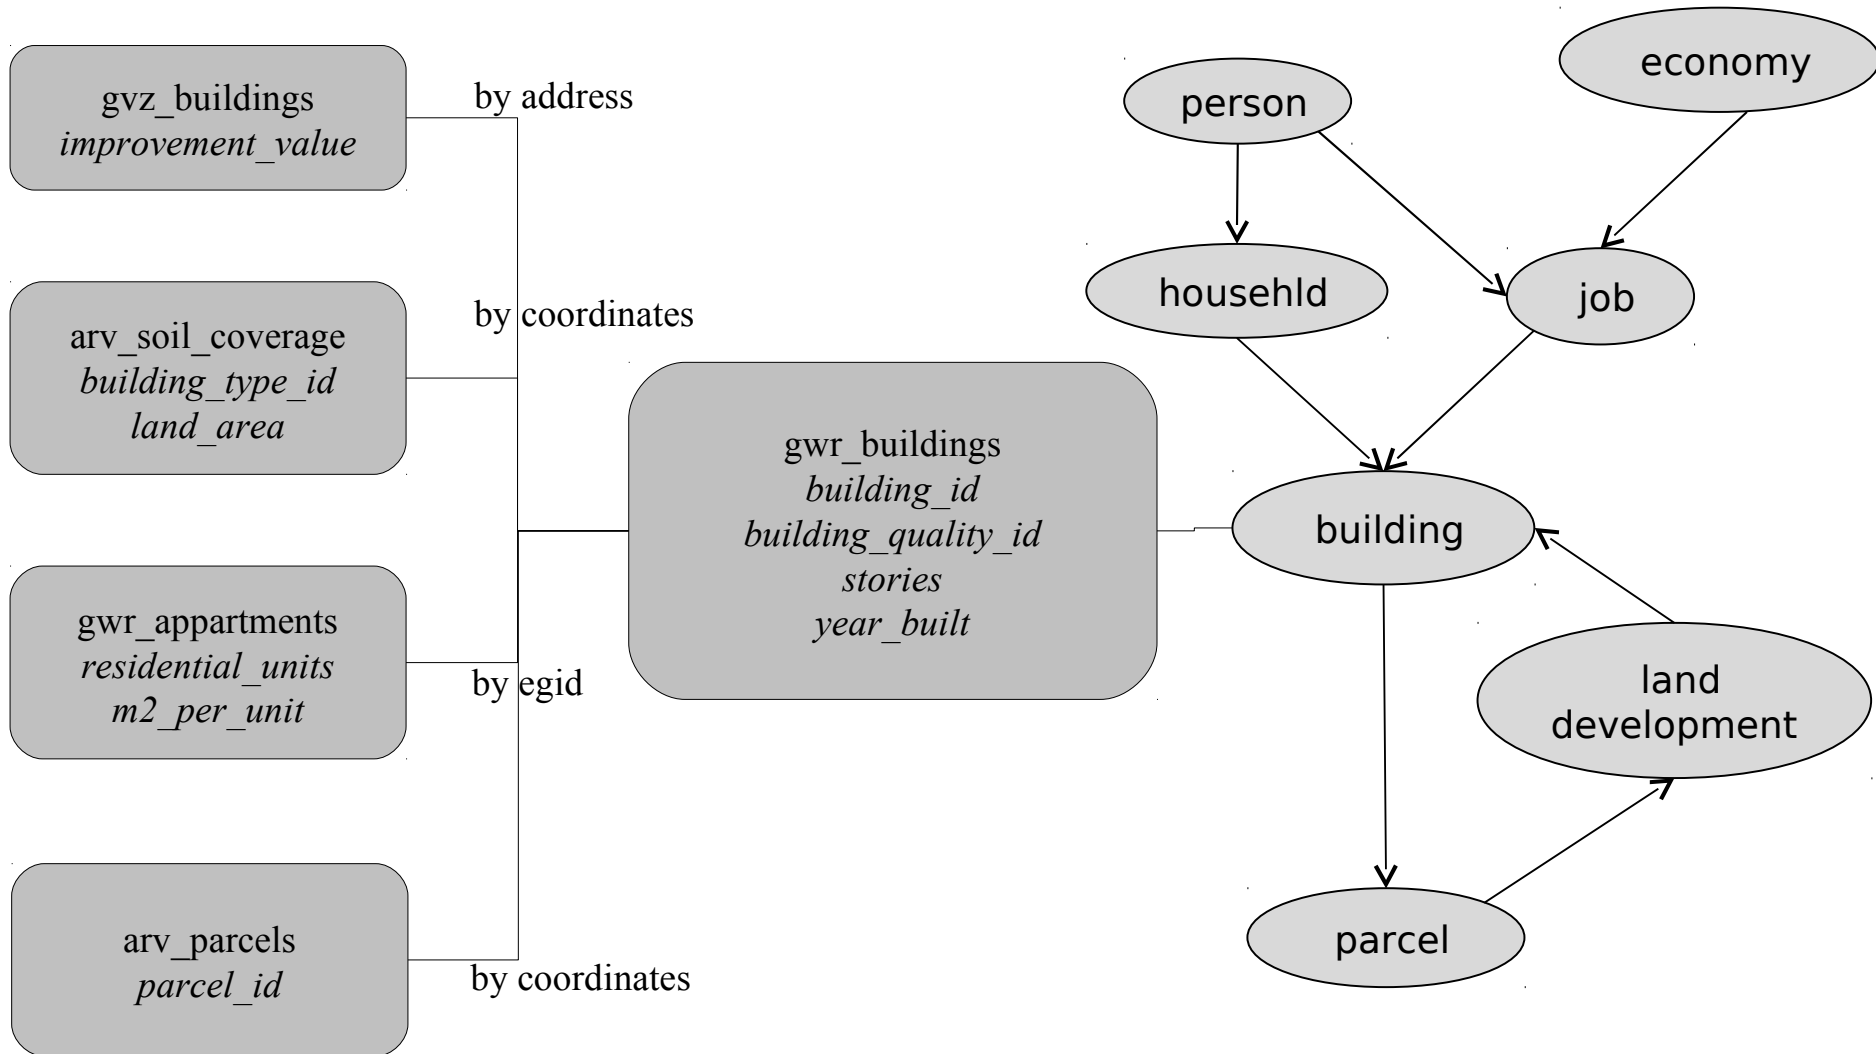 gvz_buildings
improvement_value
by address
arv_soil_coverage
building_type_id
land_area
by coordinates
gwr_appartments
residential_units
m2_per_unit
by egid
arv_parcels
parcel_id
by coordinates
gwr_buildings
building_id
building_quality_id
stories
year_built
person
economy
househld
job
building
land
development
parcel